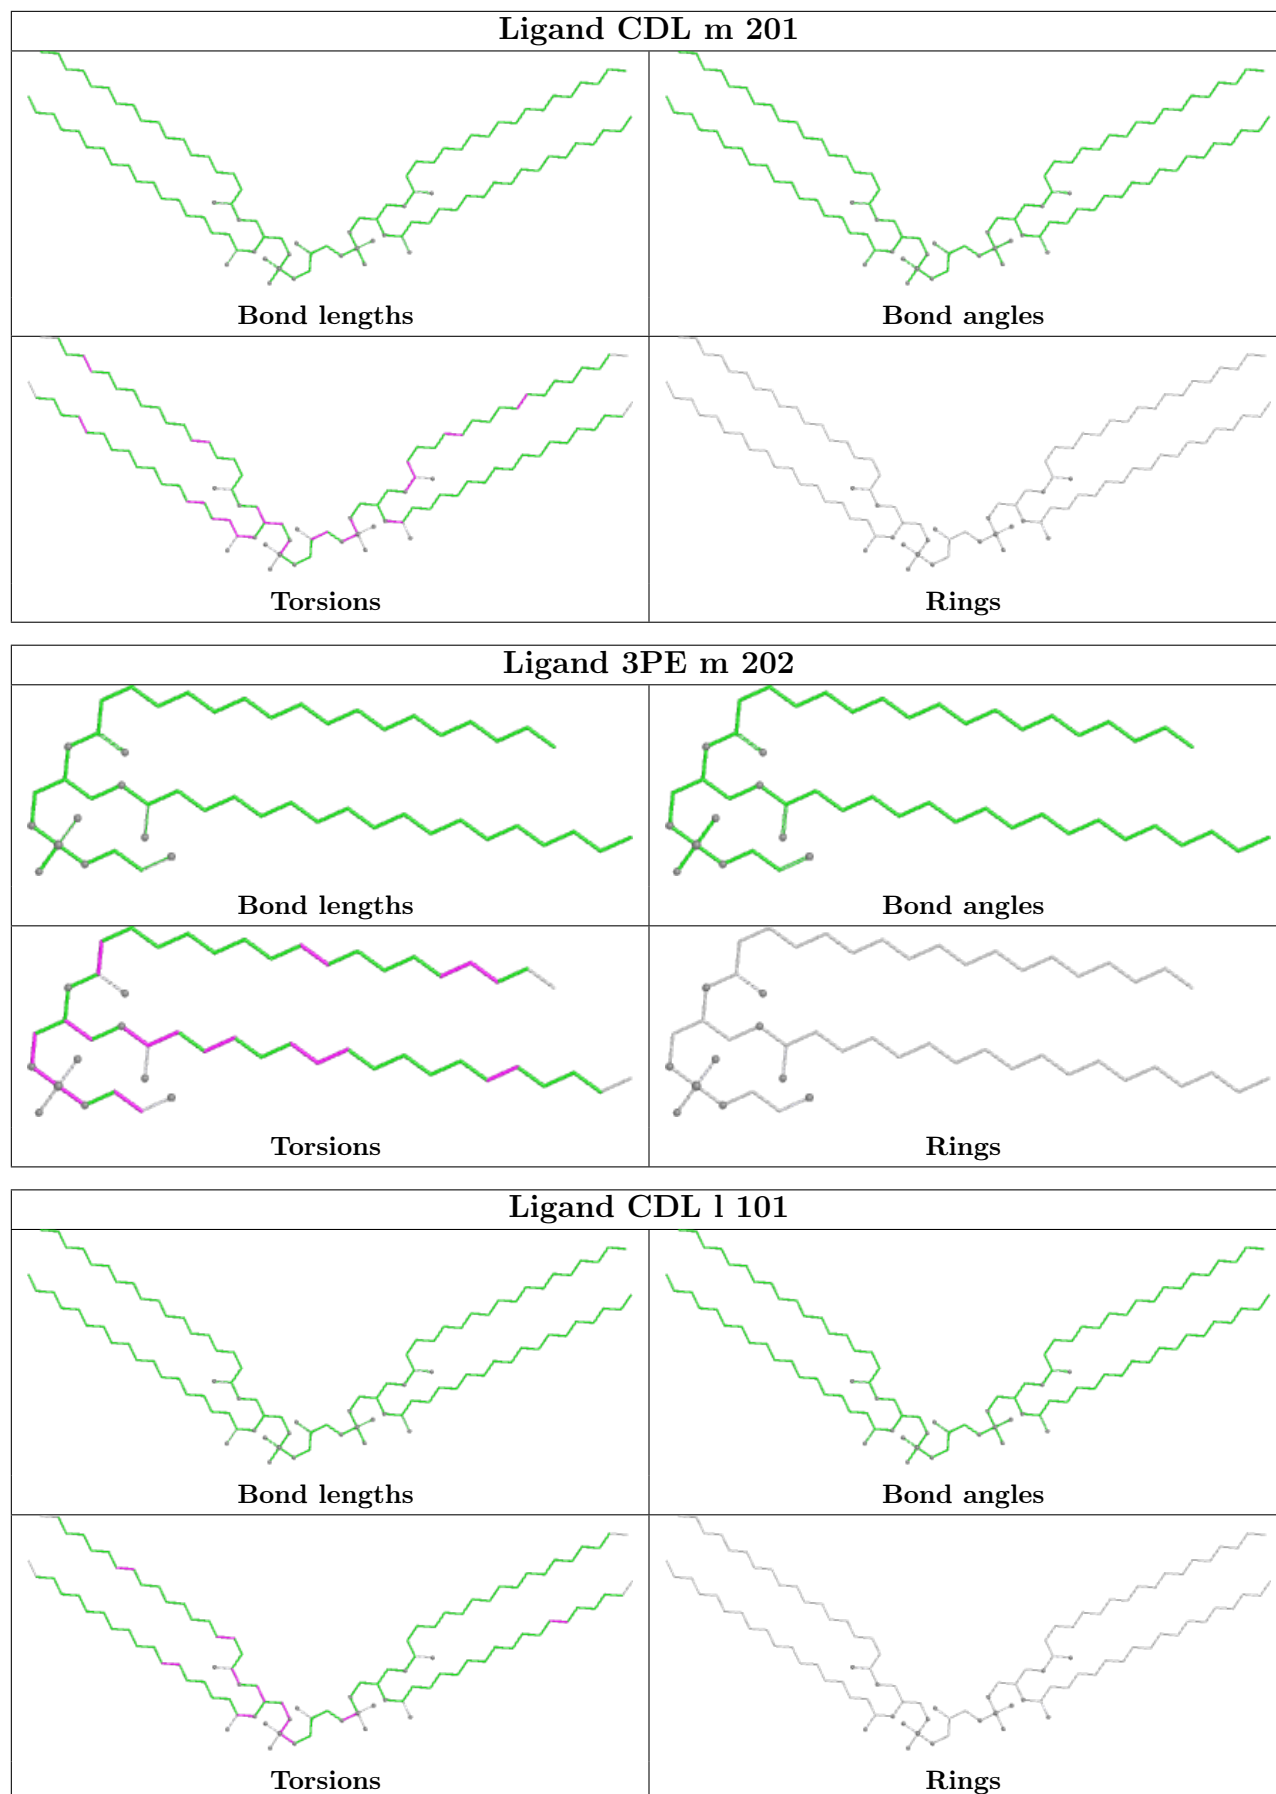 Ligand CDL m 201
Bond lengths
Bond angles
Torsions
Rings
Ligand 3PE m 202
Bond lengths
Bond angles
Torsions
Rings
Ligand CDL l 101
Bond lengths
Bond angles
Torsions
Rings